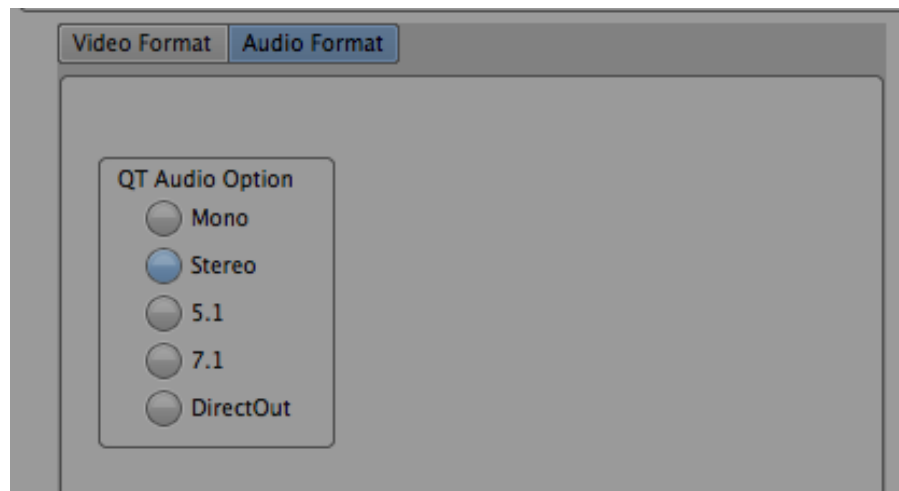 Video Format Audio Format
QT Audio Option
Mono
Stereo
5.1
7.1
DirectOut